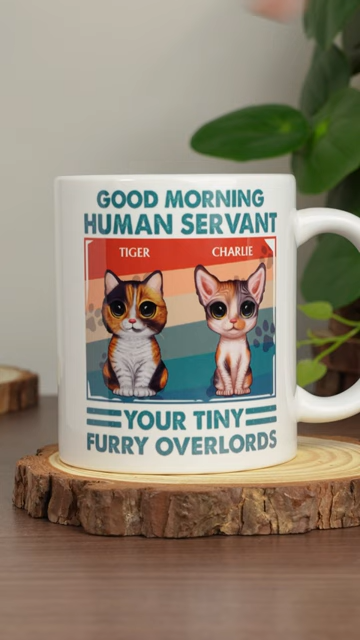 GOOD MORNING
HUMAN SERVANT
TIGER CHARLIE
YOUR TINY
FURRY OVERLORDS